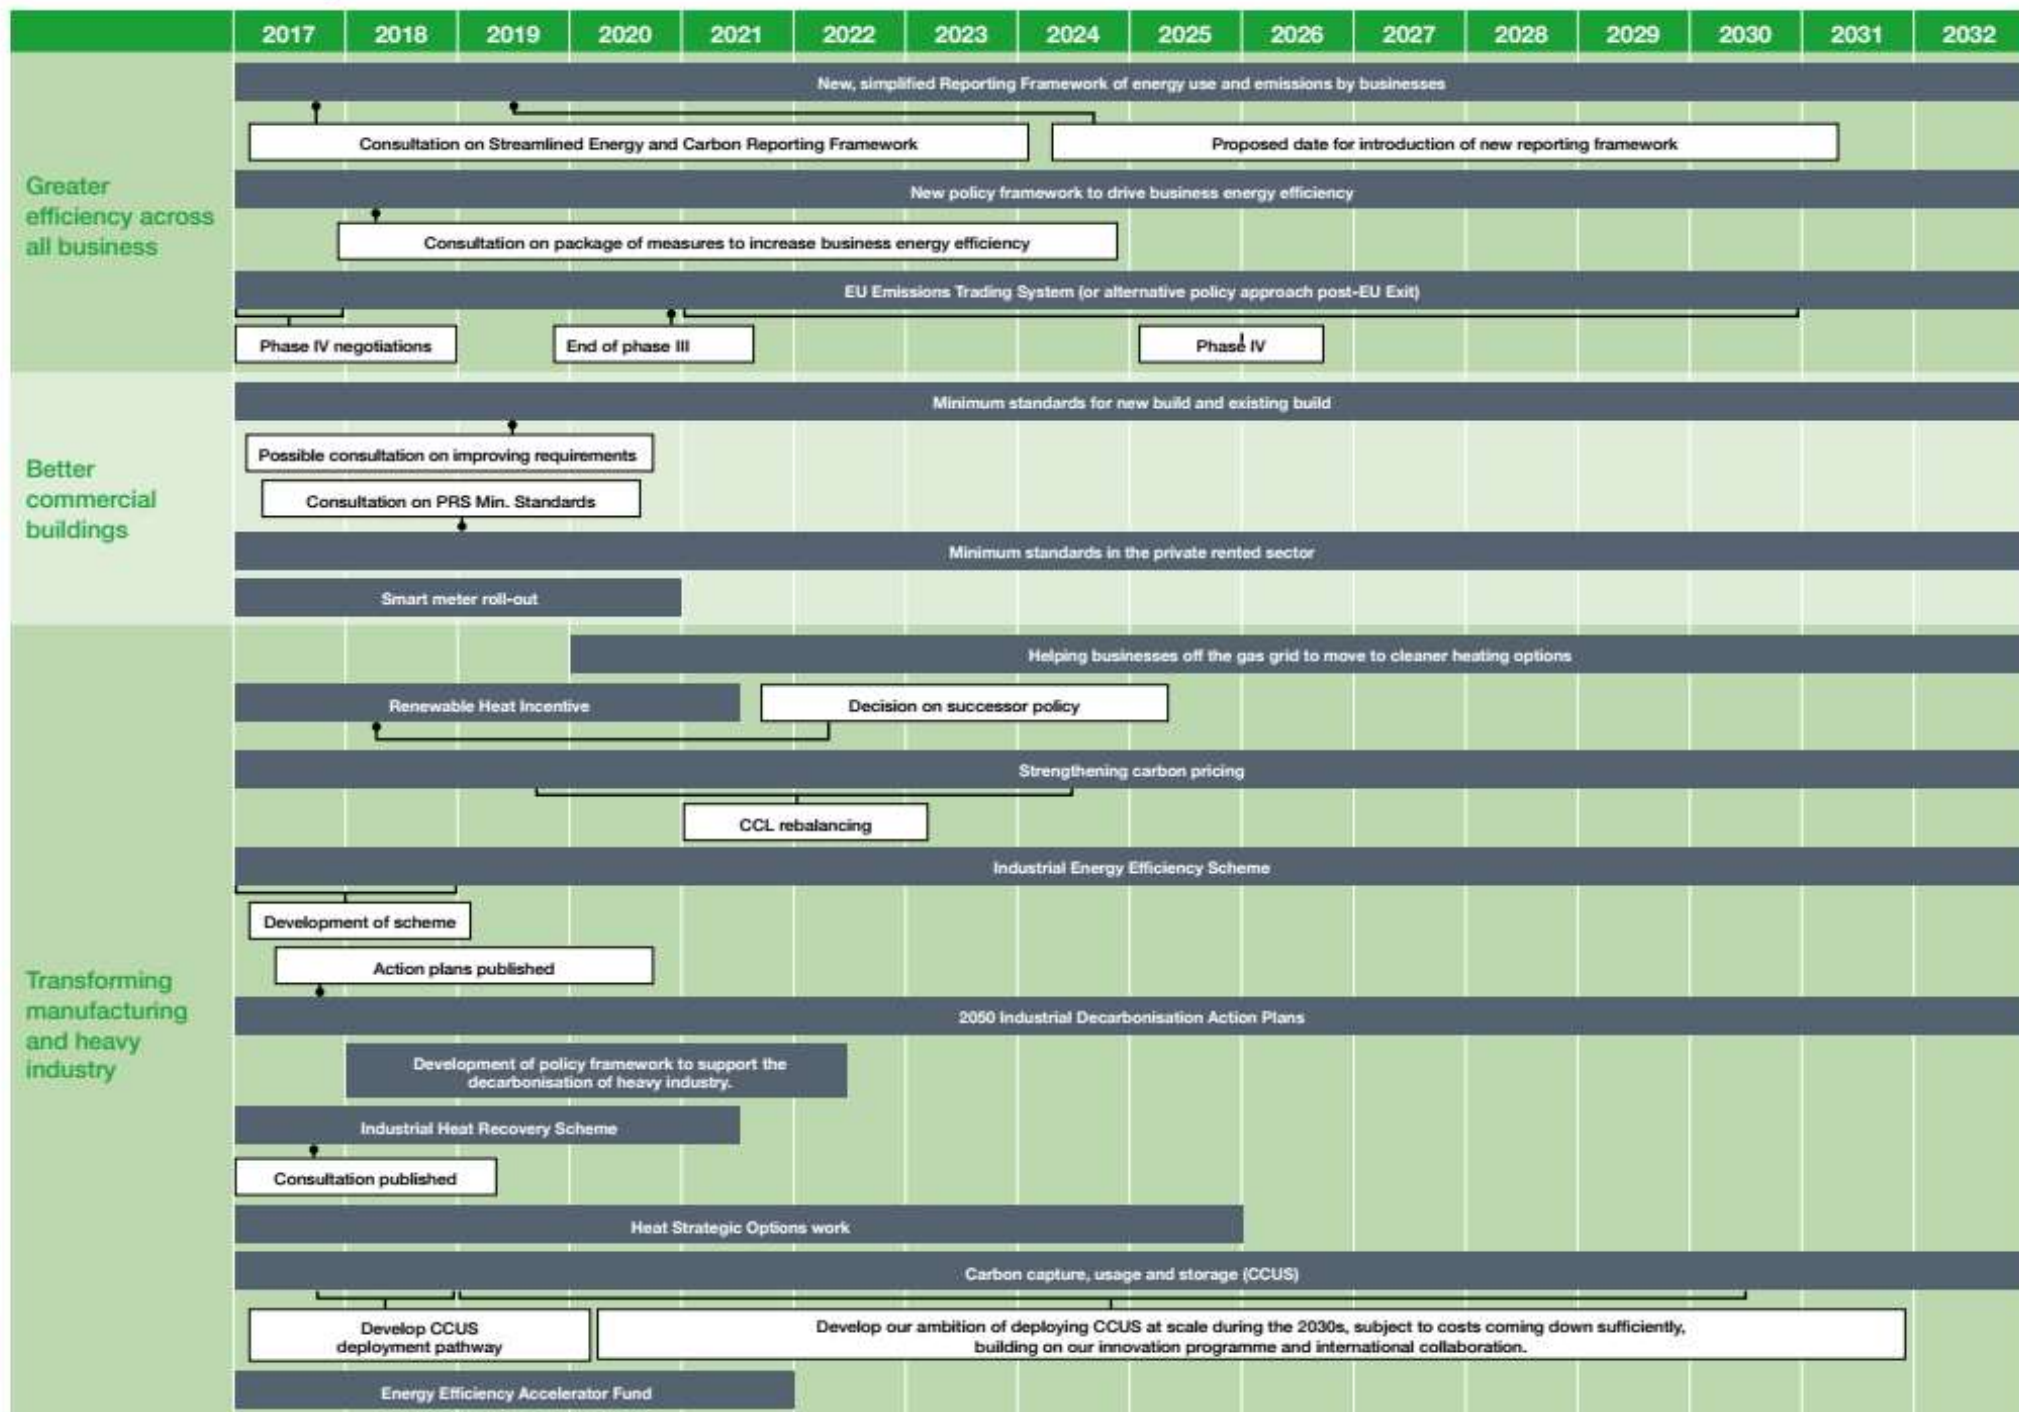 2017 2018 2019 2020 2021 2022 2023 2024 2025 2026 2027 2028 2029 2030 2031 2032
Greater
efficiency across
all business
New, simplified Reporting Framework of energy use and emissions by businesses
Consultation on Streamlined Energy and Carbon Reporting Framework
Proposed date for introduction of new reporting framework
New policy framework to drive business energy efficiency
Consultation on package of measures to increase business energy efficiency
EU Emissions Trading System (or alternative policy approach post-EU Exit)
Phase IV negotiations
End of phase III
Phase IV
Better
commercial
buildings
Minimum standards for new build and existing build
Possible consultation on improving requirements
Consultation on PRS Min. Standards
Minimum standards in the private rented sector
Smart meter roll-out
Transforming
manufacturing
and heavy
industry
Helping businesses off the gas grid to move to cleaner heating options
Renewable Heat Incentive
Decision on successor policy
Strengthening carbon pricing
CCL rebalancing
Industrial Energy Efficiency Scheme
Development of scheme
Action plans published
2050 Industrial Decarbonisation Action Plans
Development of policy framework to support the
decarbonisation of heavy industry.
Industrial Heat Recovery Scheme
Consultation published
Heat Strategic Options work
Carbon capture, usage and storage (CCUS)
Develop CCUS
deployment pathway
Develop our ambition of deploying CCUS at scale during the 2030s, subject to costs coming down sufficiently,
building on our innovation programme and international collaboration.
Energy Efficiency Accelerator Fund